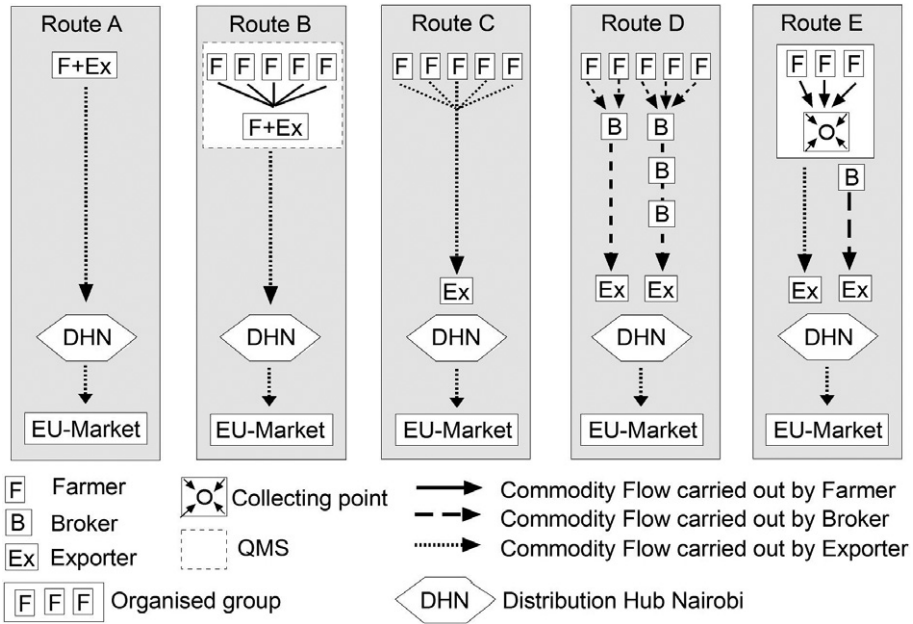 Route A
F+Ex
DHN
EU-Market
Route B
F F F F F
F+Ex
DHN
EU-Market
Route C
F F F F F
Ex
DHN
EU-Market
Route D
F F F F F
B B
B
B
Ex Ex
DHN
EU-Market
Route E
F F F
B
Ex Ex
DHN
EU-Market
F Farmer
B Broker
Ex Exporter
F F F Organised group
Collecting point
QMS
Commodity Flow carried out by Farmer
Commodity Flow carried out by Broker
Commodity Flow carried out by Exporter
DHN Distribution Hub Nairobi